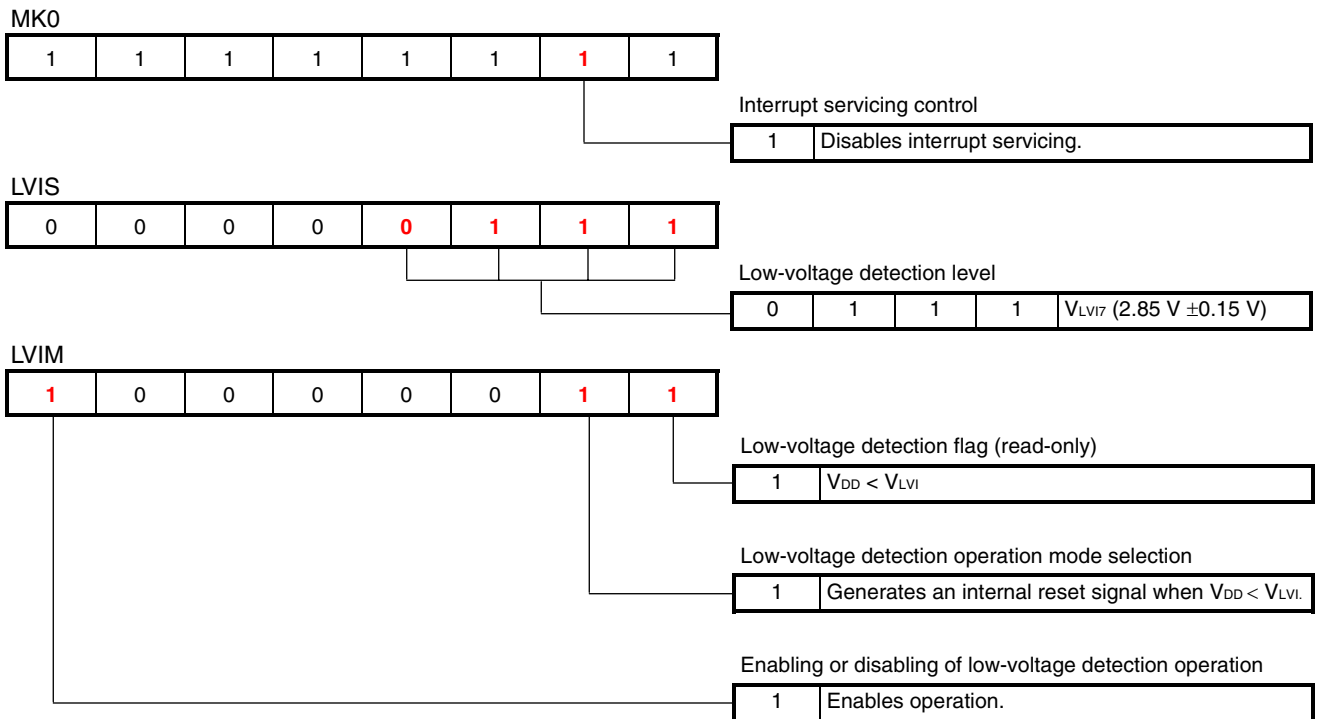 MK0
1 1 1 1 1 1 1 1
Interrupt servicing control
1 Disables interrupt servicing.
LVIS
0 0 0 0 0 1 1 1
Low-voltage detection level
0 1 1 1 VLVI7 (2.85 V ±0.15 V)
LVIM
1 0 0 0 0 0 1 1
Low-voltage detection flag (read-only)
1 VDD < VLVI
Low-voltage detection operation mode selection
1 Generates an internal reset signal when VDD < VLVI.
Enabling or disabling of low-voltage detection operation
1 Enables operation.